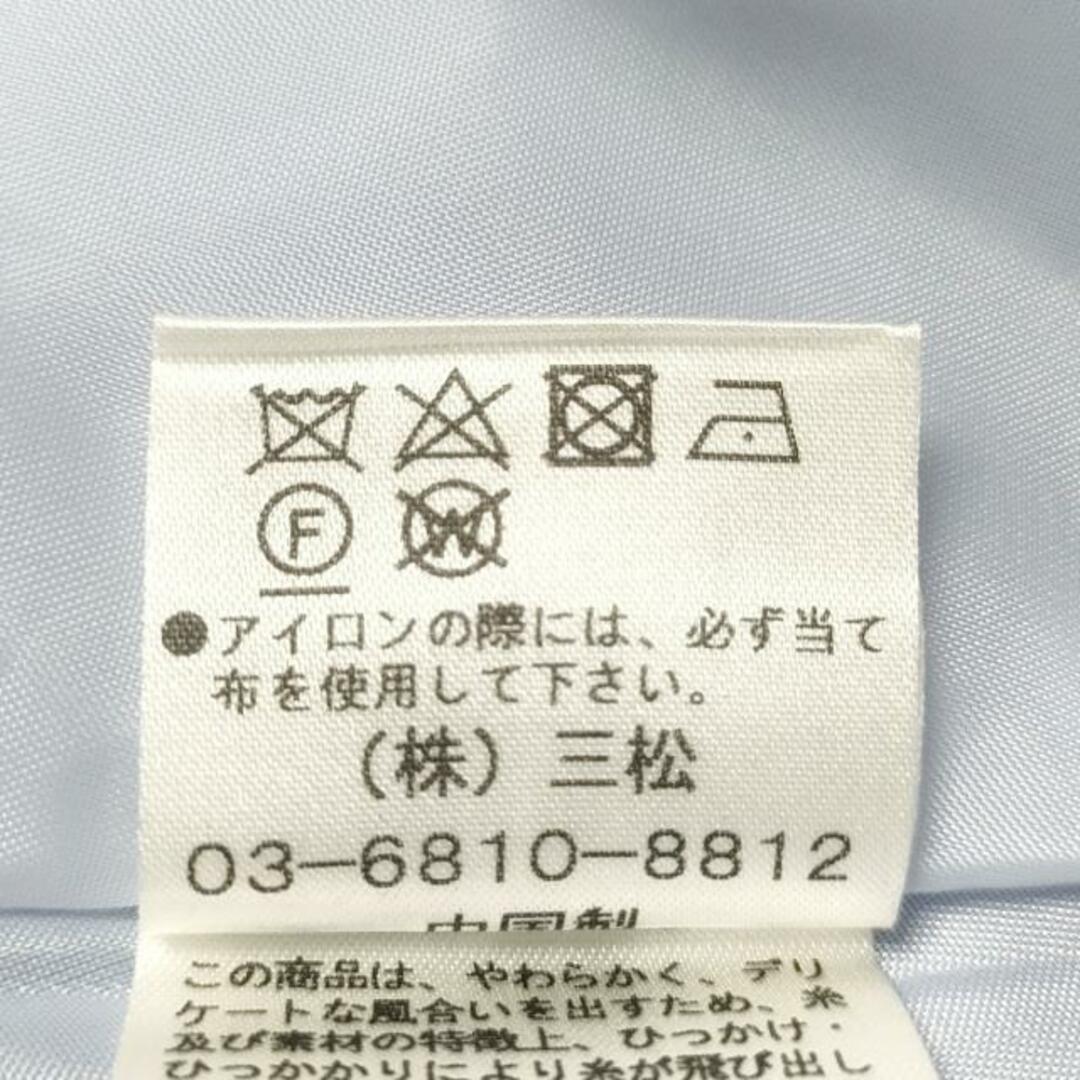 F W
●アイロンの際には、必ず当て
布を使用して下さい。
(株)三松
03-6810-8812
中国製
この商品は、やわらかく、デリ
ケートな風合いを出すため、糸
及び素材の特徴上、ひっかけ・
ひっかかりにより糸が飛び出し